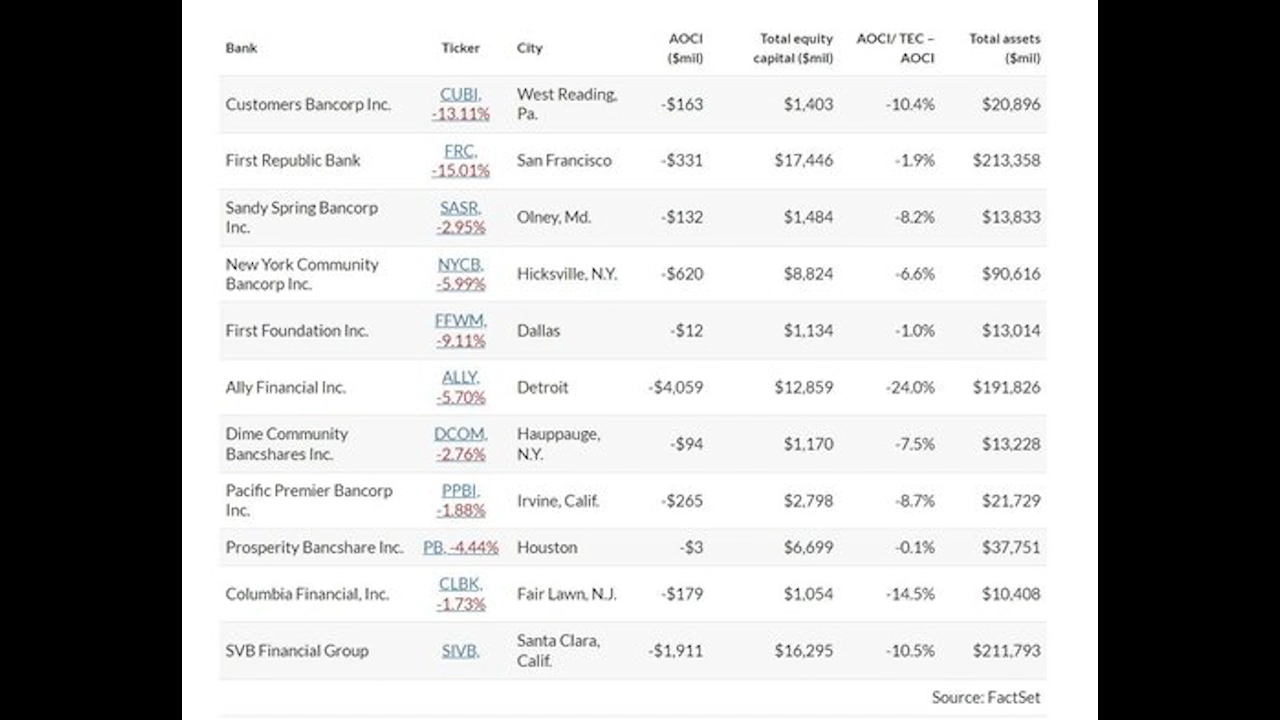 Bank Ticker City AOCI ($mil) Total equity capital ($mil) AOCI/ TEC – AOCI Total assets ($mil)
Customers Bancorp Inc. CUBI, -13.11% West Reading, Pa. -$163 $1,403 -10.4% $20,896
First Republic Bank FRC, -15.01% San Francisco -$331 $17,446 -1.9% $213,358
Sandy Spring Bancorp Inc. SASR, -2.95% Olney, Md. -$132 $1,484 -8.2% $13,833
New York Community Bancorp Inc. NYCB, -5.99% Hicksville, N.Y. -$620 $8,824 -6.6% $90,616
First Foundation Inc. FFWM, -9.11% Dallas -$12 $1,134 -1.0% $13,014
Ally Financial Inc. ALLY, -5.70% Detroit -$4,059 $12,859 -24.0% $191,826
Dime Community Bancshares Inc. DCOM, -2.76% Hauppauge, N.Y. -$94 $1,170 -7.5% $13,228
Pacific Premier Bancorp Inc. PPBI, -1.88% Irvine, Calif. -$265 $2,798 -8.7% $21,729
Prosperity Bancshare Inc. PB, -4.44% Houston -$3 $6,699 -0.1% $37,751
Columbia Financial, Inc. CLBK, -1.73% Fair Lawn, N.J. -$179 $1,054 -14.5% $10,408
SVB Financial Group SIVB, Santa Clara, Calif. -$1,911 $16,295 -10.5% $211,793
Source: FactSet